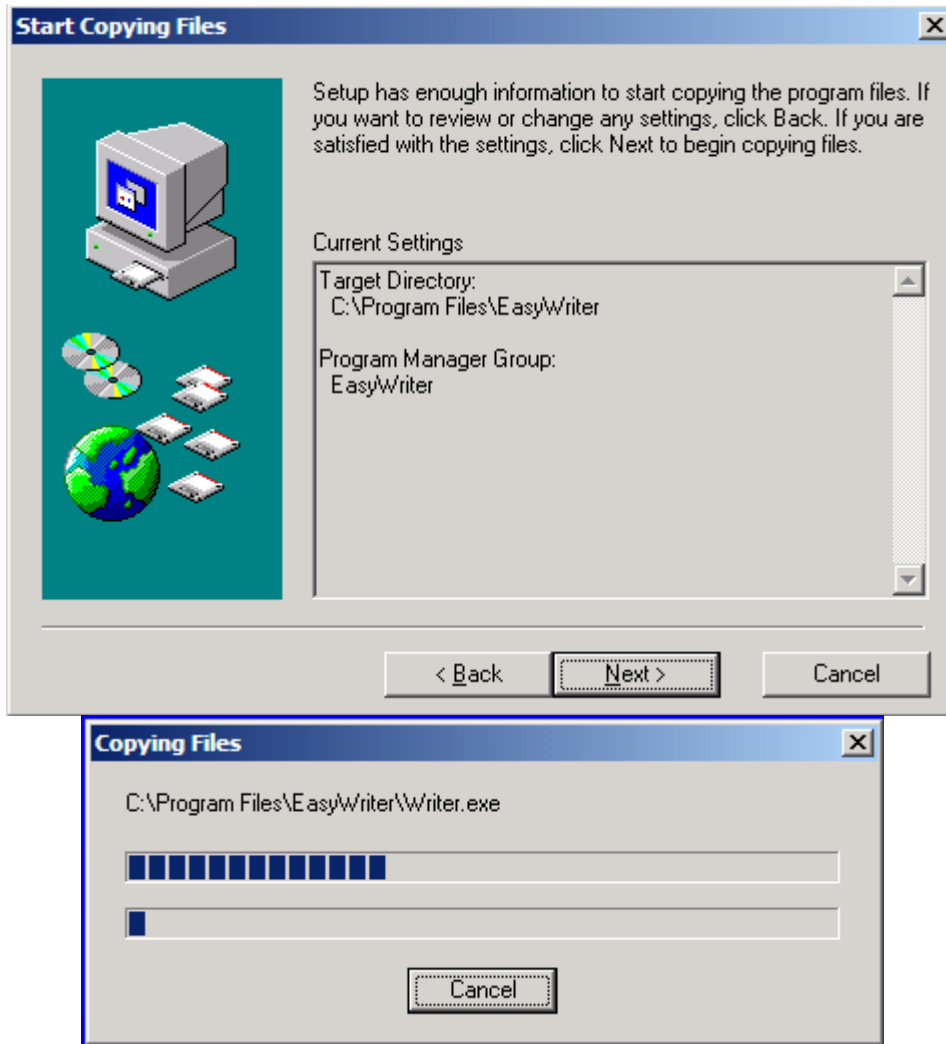 Start Copying Files
Setup has enough information to start copying the program files. If
you want to review or change any settings, click Back. If you are
satisfied with the settings, click Next to begin copying files.
Current Settings
Target Directory:
C:\Program Files\EasyWriter
Program Manager Group:
EasyWriter
< Back
Next >
Cancel
Copying Files
C:\Program Files\EasyWriter\Writer.exe
Cancel